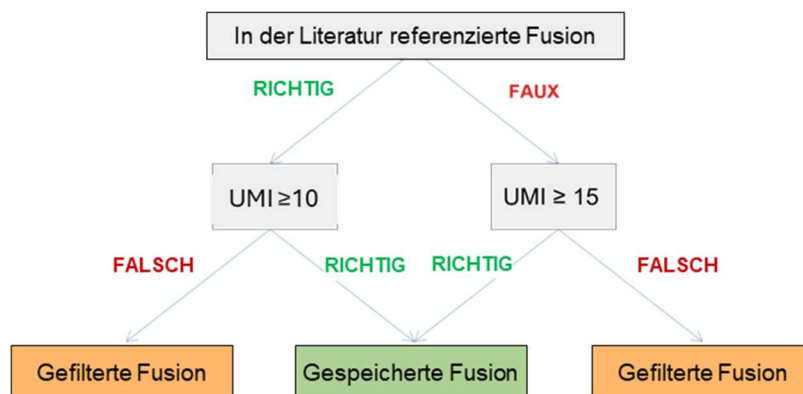 In der Literatur referenzierte Fusion
RICHTIG
FAUX
UMI ≥10
UMI ≥ 15
FALSCH
RICHTIG
RICHTIG
FALSCH
Gefilterte Fusion
Gespeicherte Fusion
Gefilterte Fusion